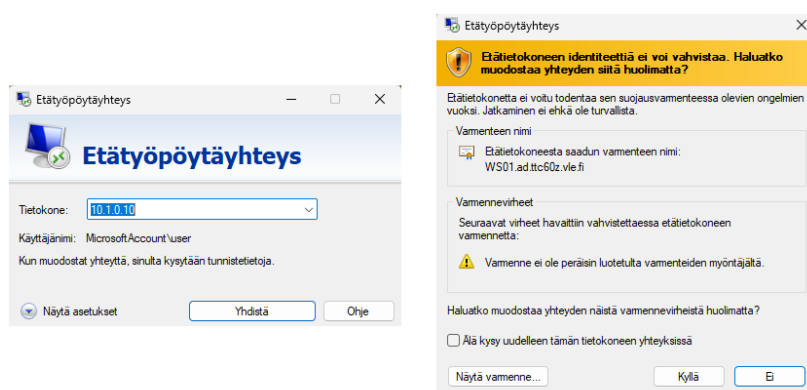 Etätyöpöytäyhteys
Etätyöpöytäyhteys
Tietokone: 10.1.0.10
Käyttäjänimi: MicrosoftAccount\user
Kun muodostat yhteyttä, sinulta kysytään tunnistetietoja.
Näytä asetukset Yhdistä Ohje
Etätyöpöytäyhteys
Etätietokoneen identiteettiä ei voi vahvistaa. Haluatko
muodostaa yhteyden siitä huolimatta?
Etätietokonetta ei voitu todentaa sen suojausvarmenteessa olevien ongelmien
vuoksi. Jatkaminen ei ehkä ole turvallista.
Varmenteen nimi
Etätietokoneesta saadun varmenteen nimi:
WS01.ad.ttc60z.vle.fi
Varmennevirheet
Seuraavat virheet havaittiin vahvistettaessa etätietokoneen
varmennetta:
Varmenne ei ole peräisin luotetulta varmenteiden myöntäjältä.
Haluatko muodostaa yhteyden näistä varmennevirheistä huolimatta?
Älä kysy uudelleen tämän tietokoneen yhteyksissä
Näytä varmenne... Kyllä Ei